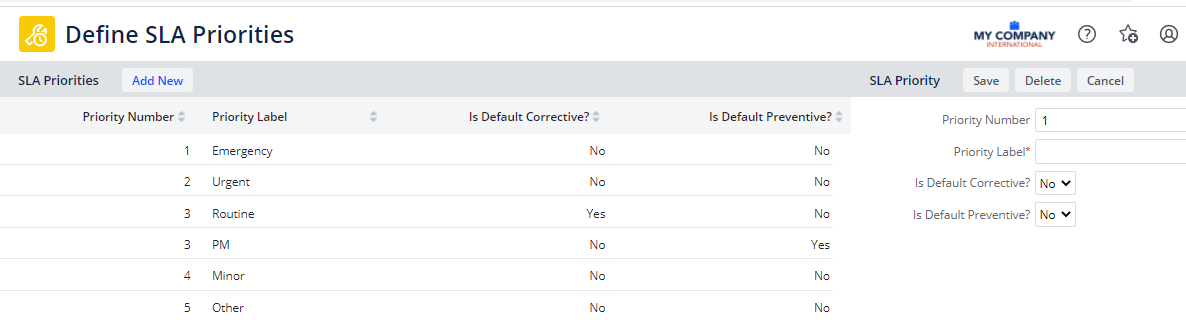 Define SLA Priorities
MY COMPANY
INTERNATIONAL
?
SLA Priorities Add New
Priority Number Priority Label Is Default Corrective? Is Default Preventive?
1 Emergency No No
2 Urgent No No
3 Routine Yes No
3 PM No Yes
4 Minor No No
5 Other No No
SLA Priority Save Delete Cancel
Priority Number 1
Priority Label*
Is Default Corrective? No
Is Default Preventive? No